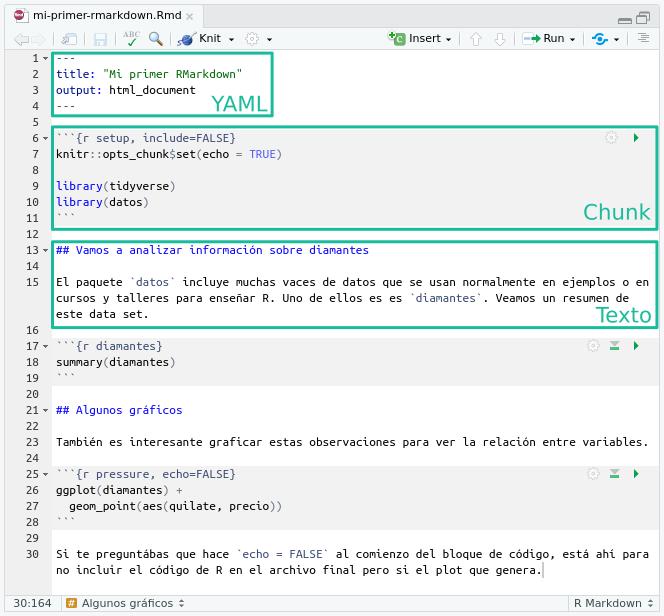 mi-primer-rmarkdown.Rmd
ABC Knit Insert Run
1 ---
2 title: "Mi primer RMarkdown"
3 output: html_document
4 ---
YAML
5
6 ```{r setup, include=FALSE}
7 knitr::opts_chunk$set(echo = TRUE)
8
9 library(tidyverse)
10 library(datos)
11 ```
Chunk
12
13 ## Vamos a analizar información sobre diamantes
14
15 El paquete `datos` incluye muchas vaces de datos que se usan normalmente en ejemplos o en
cursos y talleres para enseñar R. Uno de ellos es es `diamantes`. Veamos un resumen de
este data set.
Texto
16
17 ```{r diamantes}
18 summary(diamantes)
19 ```
20
21 ## Algunos gráficos
22
23 También es interesante graficar estas observaciones para ver la relación entre variables.
24
25 ```{r pressure, echo=FALSE}
26 ggplot(diamantes) +
27   geom_point(aes(quilate, precio))
28 ```
29
30 Si te preguntábas que hace `echo = FALSE` al comienzo del bloque de código, está ahí para
no incluir el código de R en el archivo final pero si el plot que genera.
30:164 # Algunos gráficos R Markdown